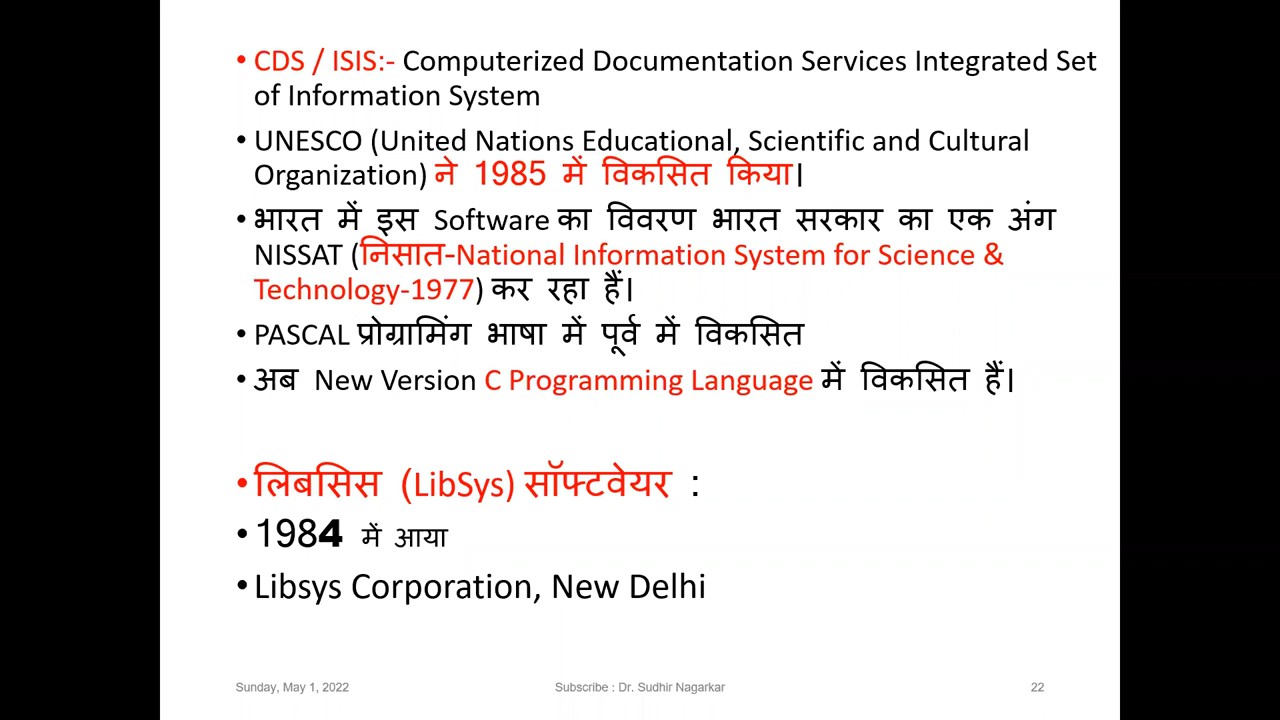 • CDS / ISIS:- Computerized Documentation Services Integrated Set
of Information System
• UNESCO (United Nations Educational, Scientific and Cultural
Organization) ने 1985 में विकसित किया।
• भारत में इस Software का विवरण भारत सरकार का एक अंग
NISSAT (निसात-National Information System for Science &
Technology-1977) कर रहा हैं।
• PASCAL प्रोग्रामिंग भाषा में पूर्व में विकसित
• अब New Version C Programming Language में विकसित हैं।
• लिबसिस (LibSys) सॉफ्टवेयर :
• 1984 में आया
• Libsys Corporation, New Delhi
Sunday, May 1, 2022 Subscribe : Dr. Sudhir Nagarkar 22